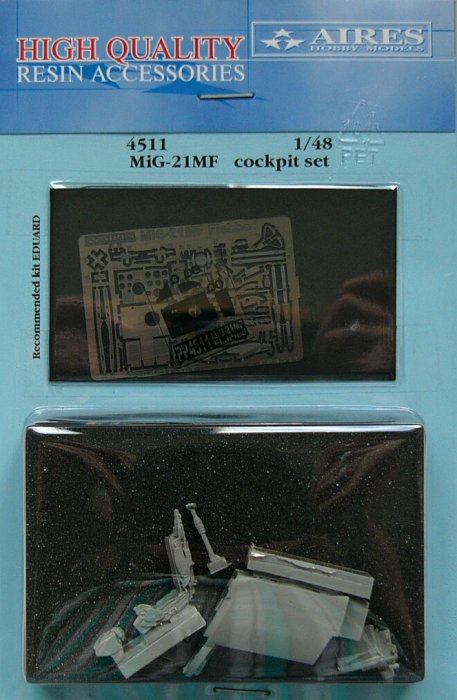 HIGH QUALITY
RESIN ACCESSORIES
AIRES
HOBBY MODELS
4511 1/48
MiG-21MF cockpit set
PET
Recommended kit EDUARD
MiG-21MF